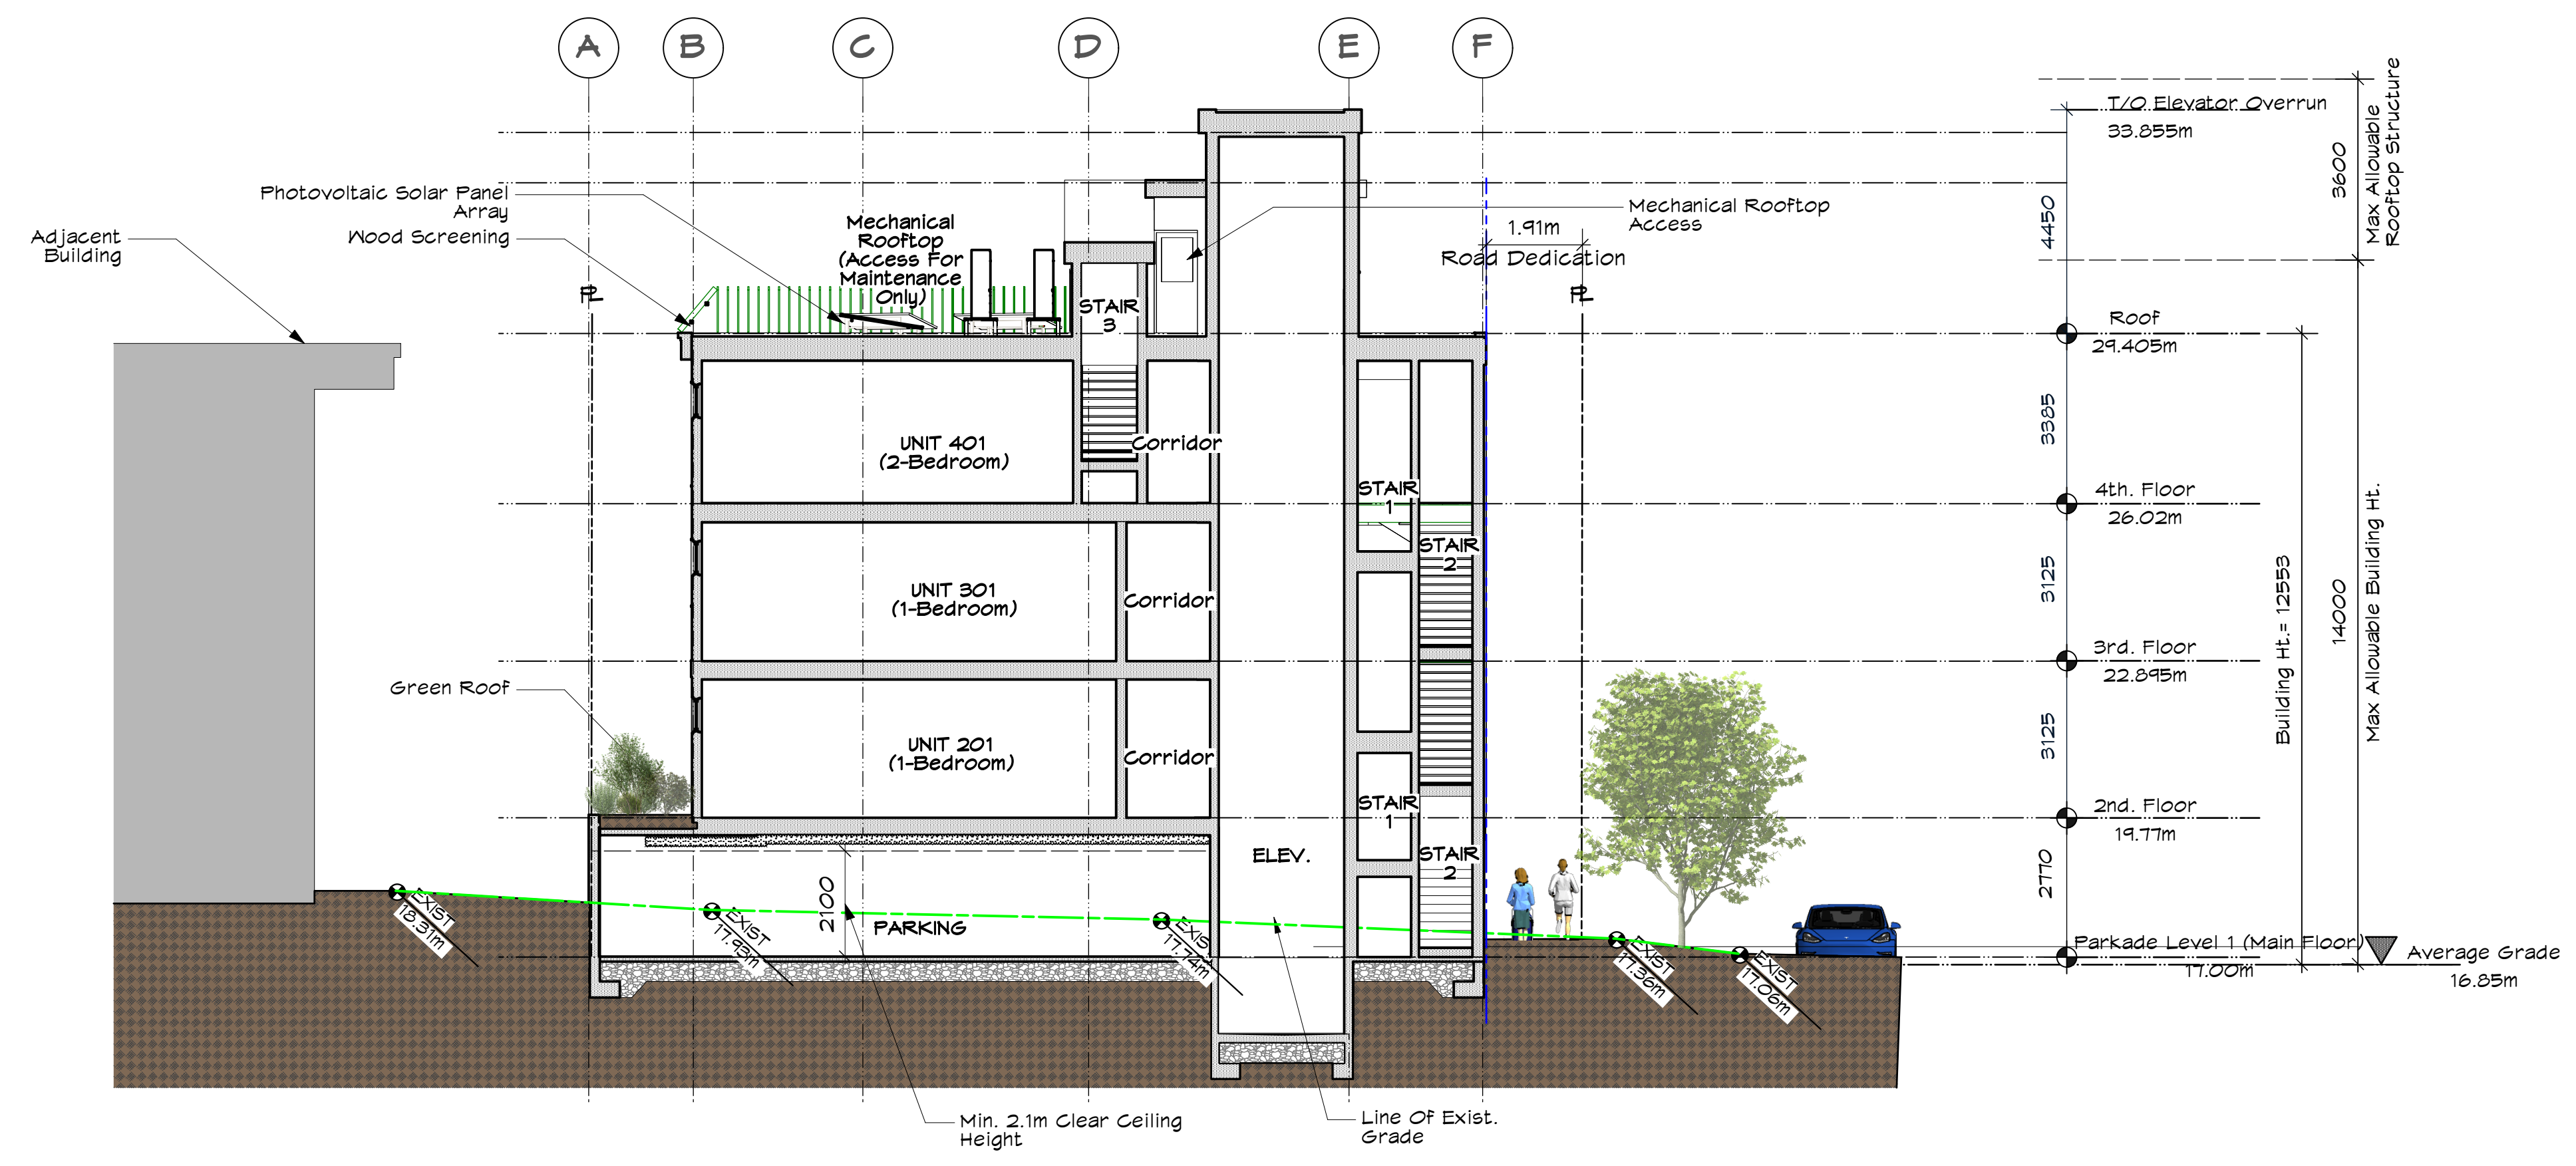 A B C D E F
T/O Elevator Overrun
33.855m
3600
Max Allowable
Rooftop Structure
Photovoltaic Solar Panel
Array
Wood Screening
Adjacent
Building
Mechanical
Rooftop
(Access For
Maintenance
Only)
Mechanical Rooftop
Access
1.91m
Road Dedication
4450
PL
PL
STAIR
3
Roof
29.405m
3385
UNIT 401
(2-Bedroom)
Corridor
STAIR
1
4th. Floor
26.02m
STAIR
2
3125
UNIT 301
(1-Bedroom)
Corridor
Building Ht.= 12553
14000
Max Allowable Building Ht.
3rd. Floor
22.895m
Green Roof
3125
UNIT 201
(1-Bedroom)
Corridor
STAIR
1
2nd. Floor
19.77m
ELEV.
STAIR
2
2770
2100
PARKING
EXIST
18.31m
EXIST
17.93m
EXIST
17.74m
EXIST
17.36m
EXIST
17.06m
Parkade Level 1 (Main Floor)
17.00m
Average Grade
16.85m
Min. 2.1m Clear Ceiling
Height
Line Of Exist.
Grade